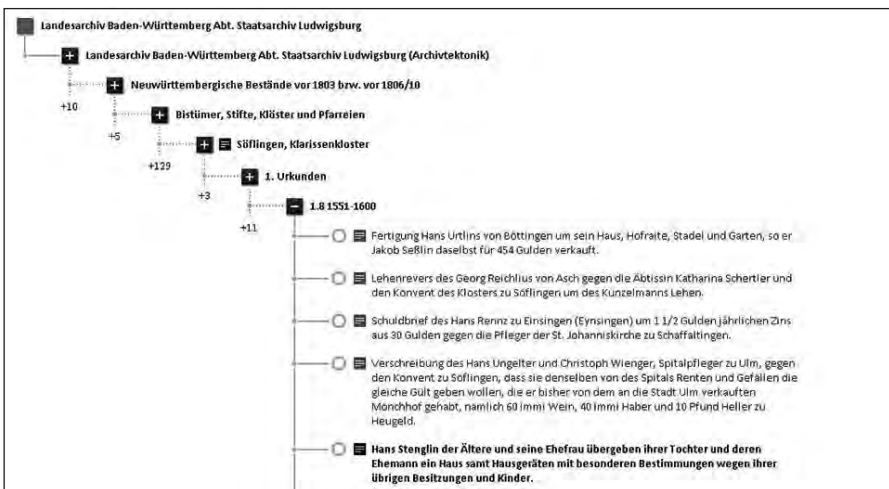 Landesarchiv Baden-Württemberg Abt. Staatsarchiv Ludwigsburg
Landesarchiv Baden-Württemberg Abt. Staatsarchiv Ludwigsburg (Archivtektonik)
+10
Neuwürttembergische Bestände vor 1803 bzw. vor 1806/10
+5
Bistümer, Stifte, Klöster und Pfarreien
+129
Söflingen, Klarissenkloster
+3
1. Urkunden
+11
1.8 1551-1600
Fertigung Hans Urtlins von Böttingen um sein Haus, Hofraite, Stadel und Garten, so er
Jakob Seßlin daselbst für 454 Gulden verkauft.
Lehenrevers des Georg Reichlius von Asch gegen die Äbtissin Katharina Schertler und
den Konvent des Klosters zu Söflingen um des Kunzelmanns Lehen.
Schuldbrief des Hans Rennz zu Einsingen (Eynsingen) um 1 1/2 Gulden jährlichen Zins
aus 30 Gulden gegen die Pfleger der St. Johanniskirche zu Schaffaltingen.
Verschreibung des Hans Ungelter und Christoph Wienger, Spitalpfleger zu Ulm, gegen
den Konvent zu Söflingen, dass sie denselben von des Spitals Renten und Gefällen die
gleiche Gült geben wollen, die er bisher von dem an die Stadt Ulm verkauften
Mönchhof gehabt, nämlich 60 Immi Wein, 40 Immi Haber und 10 Pfund Heller zu
Heugeld.
Hans Stenglin der Ältere und seine Ehefrau übergeben ihrer Tochter und deren
Ehemann ein Haus samt Hausgeräten mit besonderen Bestimmungen wegen ihrer
übrigen Besitzungen und Kinder.